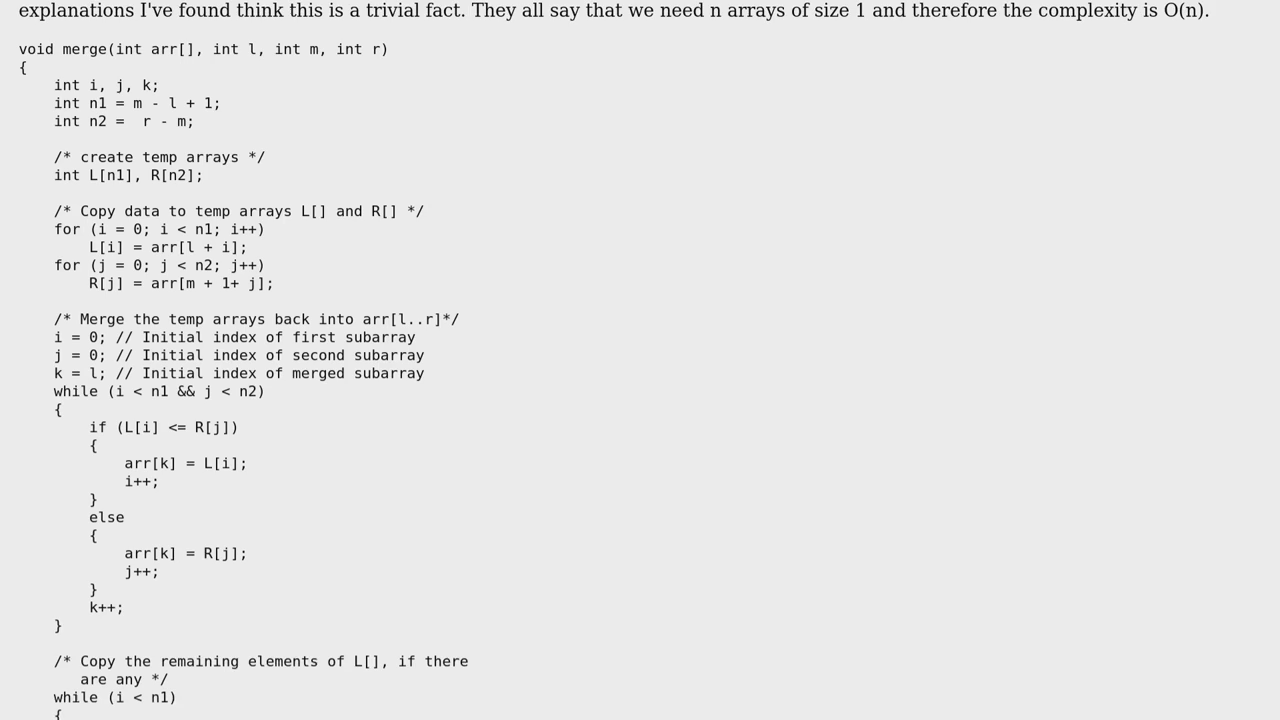 explanations I've found think this is a trivial fact. They all say that we need n arrays of size 1 and therefore the complexity is O(n).
void merge(int arr[], int l, int m, int r)
{
    int i, j, k;
    int n1 = m - l + 1;
    int n2 =  r - m;

    /* create temp arrays */
    int L[n1], R[n2];

    /* Copy data to temp arrays L[] and R[] */
    for (i = 0; i < n1; i++)
        L[i] = arr[l + i];
    for (j = 0; j < n2; j++)
        R[j] = arr[m + 1+ j];

    /* Merge the temp arrays back into arr[l..r]*/
    i = 0; // Initial index of first subarray
    j = 0; // Initial index of second subarray
    k = l; // Initial index of merged subarray
    while (i < n1 && j < n2)
    {
        if (L[i] <= R[j])
        {
            arr[k] = L[i];
            i++;
        }
        else
        {
            arr[k] = R[j];
            j++;
        }
        k++;
    }

    /* Copy the remaining elements of L[], if there
       are any */
    while (i < n1)
    {